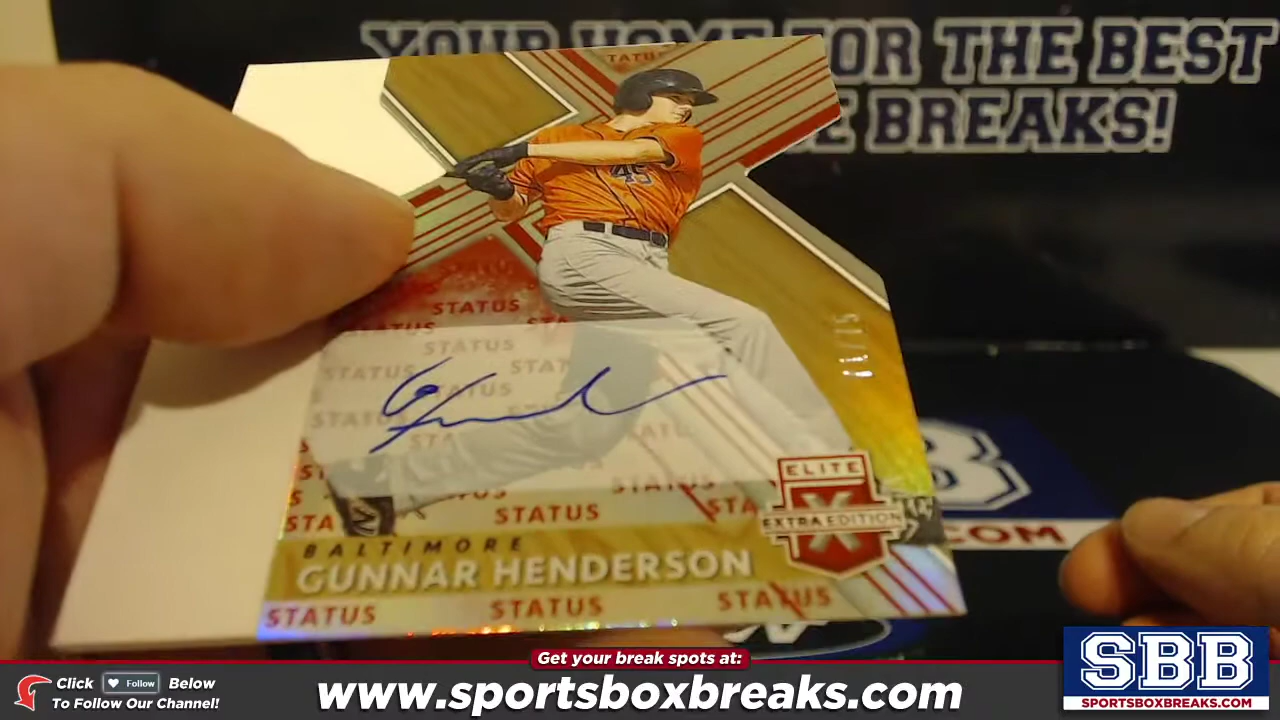 YOUR HOME FOR THE BEST
BREAKS!
45
STATUS
STATUS
STATUS
STATUS
STATUS
ELITE
X
EXTRA EDITION
BALTIMORE
GUNNAR HENDERSON
STATUS STATUS STATUS
.COM
Get your break spots at:
Click Follow Below
To Follow Our Channel!
www.sportsboxbreaks.com
SBB
SPORTSBOXBREAKS.COM